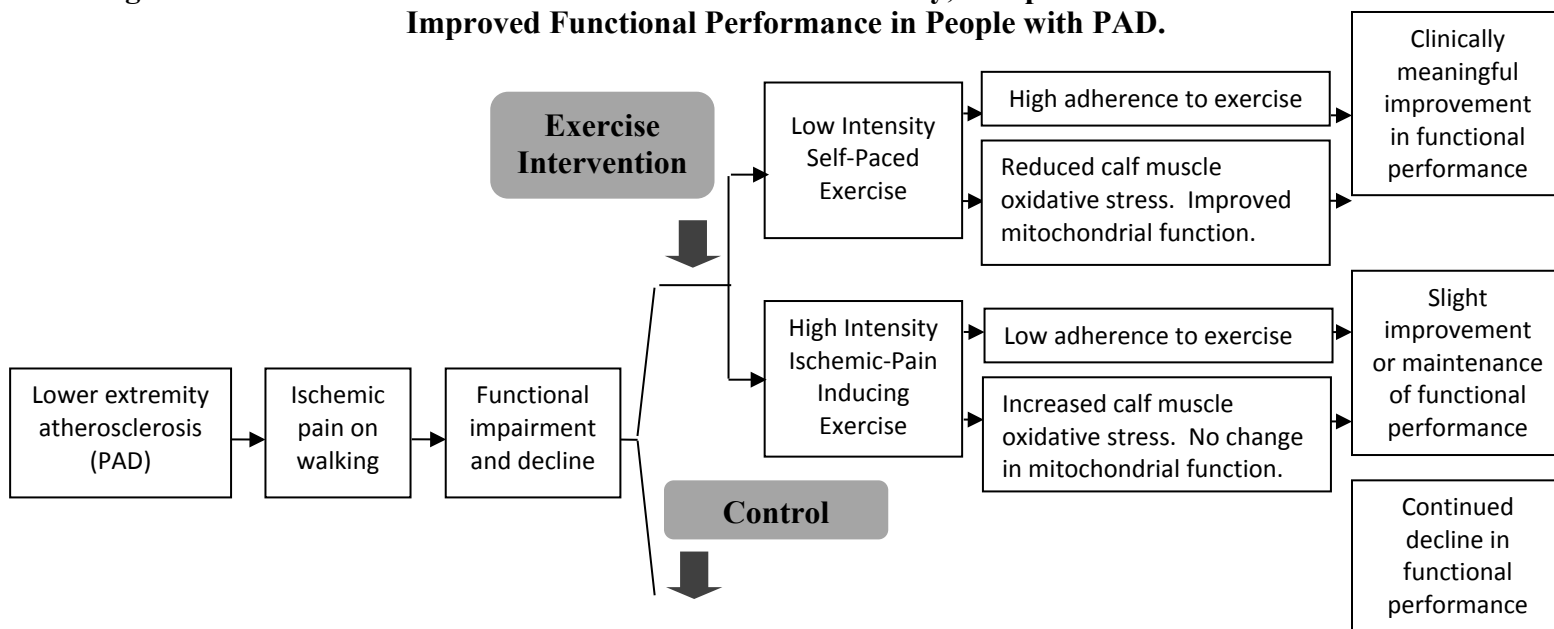 Improved Functional Performance in People with PAD.
Exercise
Intervention
Low Intensity
Self-Paced
Exercise
High adherence to exercise
Reduced calf muscle
oxidative stress.  Improved
mitochondrial function.
Clinically
meaningful
improvement
in functional
performance
High Intensity
Ischemic-Pain
Inducing
Exercise
Low adherence to exercise
Increased calf muscle
oxidative stress.  No change
in mitochondrial function.
Slight
improvement
or maintenance
of functional
performance
Lower extremity
atherosclerosis
(PAD)
Ischemic
pain on
walking
Functional
impairment
and decline
Control
Continued
decline in
functional
performance